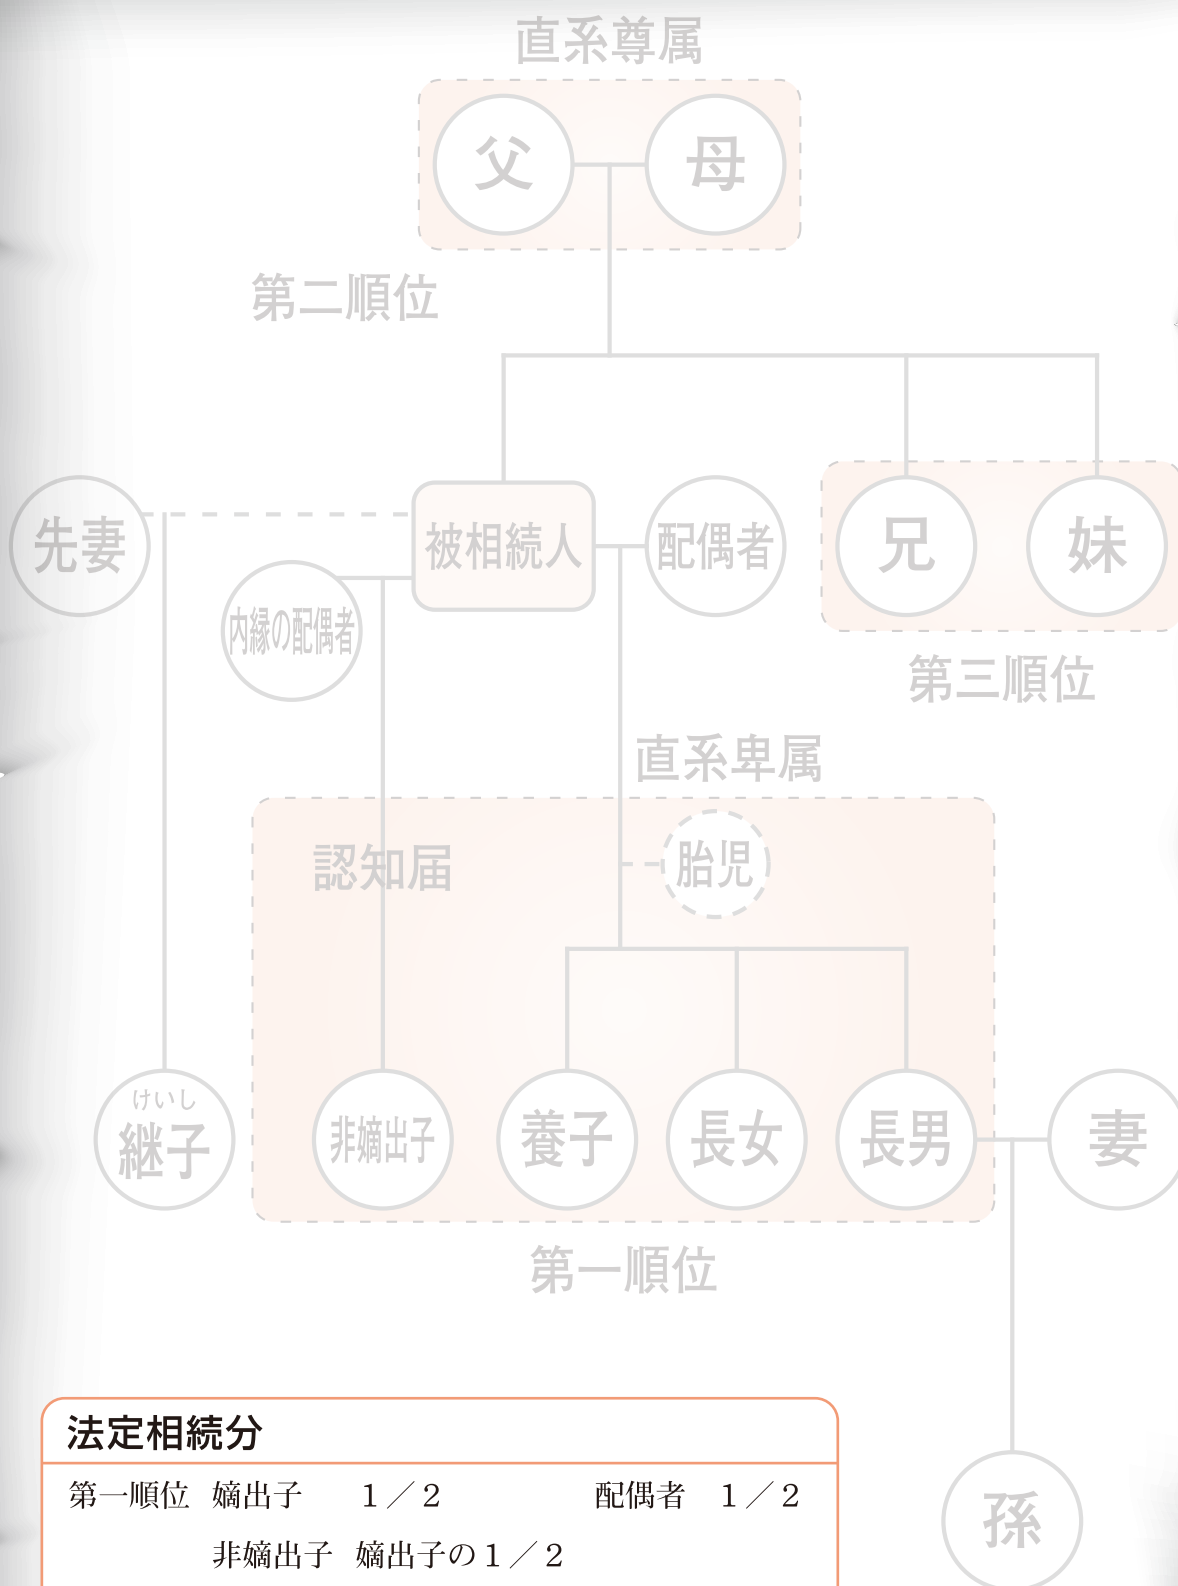 直系尊属
父 母
第二順位
先妻 被相続人 配偶者 兄 妹
内縁の配偶者
第三順位
直系卑属
認知届 胎児
けいし
継子 非嫡出子 養子 長女 長男 妻
第一順位
法定相続分
第一順位 嫡出子 1／2 配偶者 1／2
非嫡出子 嫡出子の1／2
孫